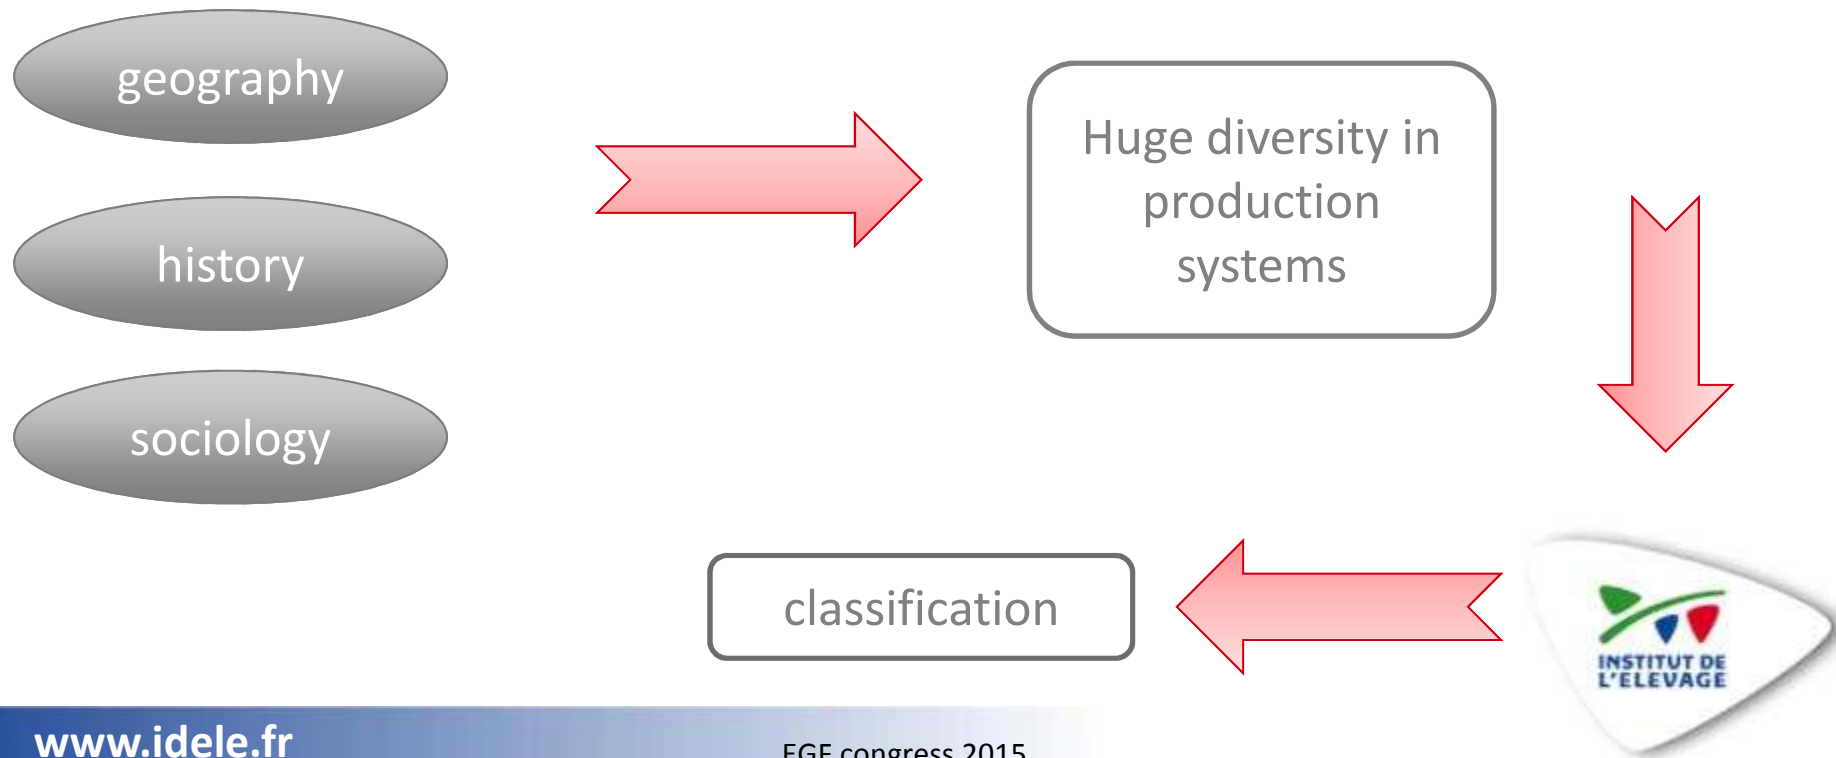 geography
history
sociology
Huge diversity in
production
systems
classification
INSTITUT DE
L'ELEVAGE
www.idele.fr
EGF congress 2015